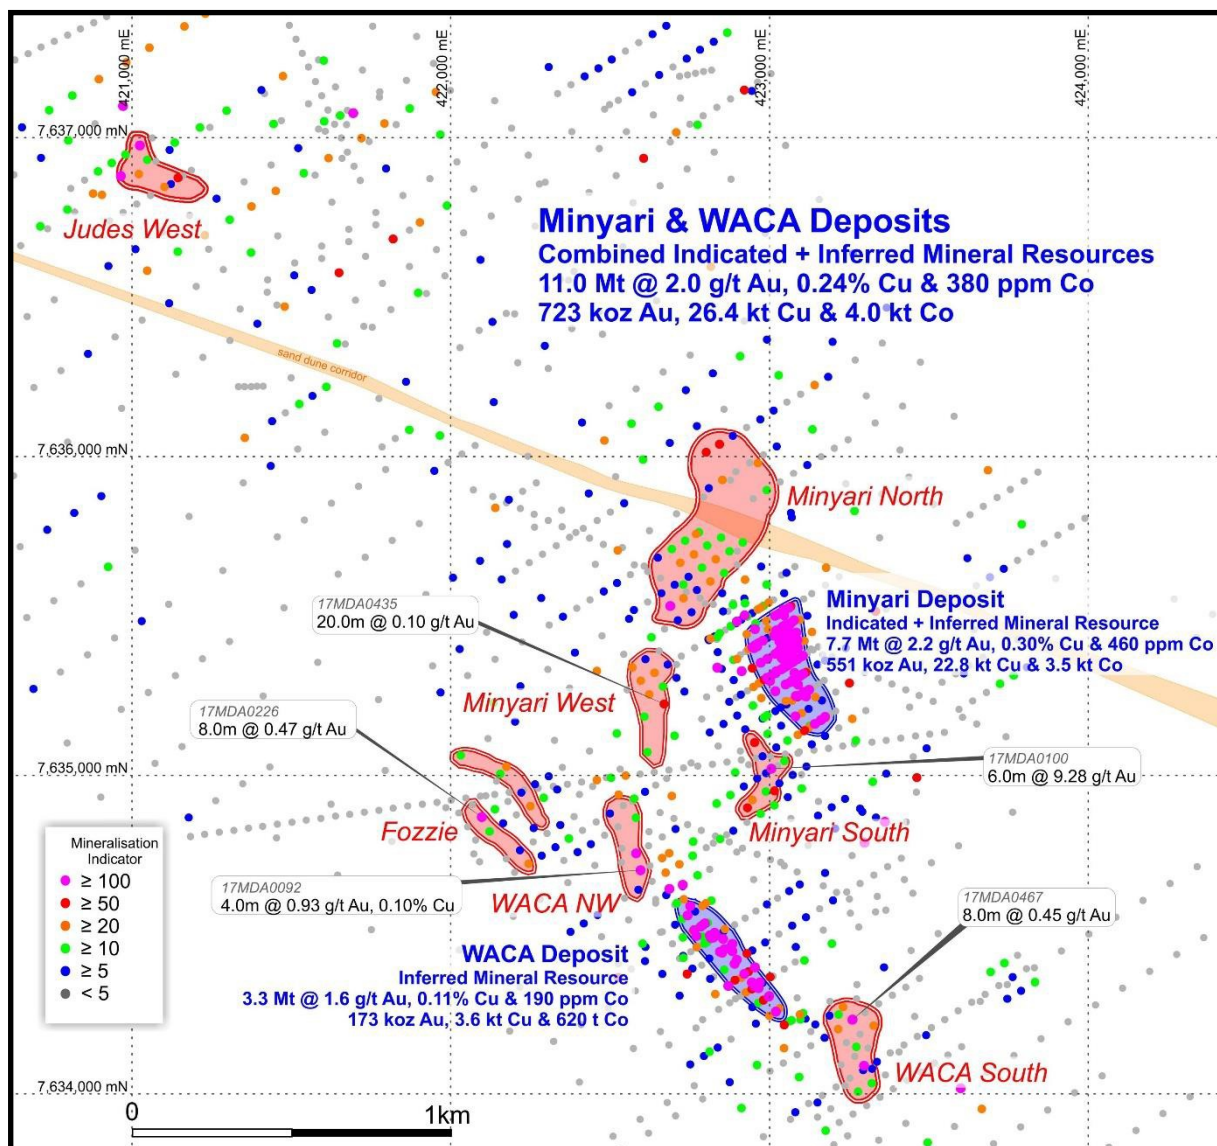 421,000 mE
422,000 mE
423,000 mE
424,000 mE
7,637,000 mN
Judes West
Minyari & WACA Deposits
Combined Indicated + Inferred Mineral Resources
11.0 Mt @ 2.0 g/t Au, 0.24% Cu & 380 ppm Co
723 koz Au, 26.4 kt Cu & 4.0 kt Co
sand dune corridor
7,636,000 mN
Minyari North
17MDA0435
20.0m @ 0.10 g/t Au
Minyari Deposit
Indicated + Inferred Mineral Resource
7.7 Mt @ 2.2 g/t Au, 0.30% Cu & 460 ppm Co
551 koz Au, 22.8 kt Cu & 3.5 kt Co
Minyari West
17MDA0226
8.0m @ 0.47 g/t Au
7,635,000 mN
17MDA0100
6.0m @ 9.28 g/t Au
Fozzie
Minyari South
Mineralisation
Indicator
≥ 100
≥ 50
≥ 20
≥ 10
≥ 5
< 5
17MDA0092
4.0m @ 0.93 g/t Au, 0.10% Cu
WACA NW
17MDA0467
8.0m @ 0.45 g/t Au
WACA Deposit
Inferred Mineral Resource
3.3 Mt @ 1.6 g/t Au, 0.11% Cu & 190 ppm Co
173 koz Au, 3.6 kt Cu & 620 t Co
WACA South
7,634,000 mN
0
1km